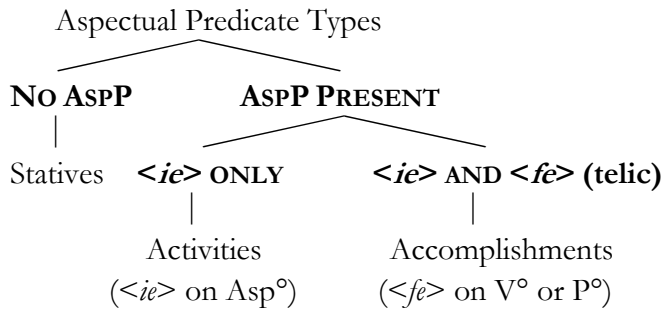 Aspectual Predicate Types
NO ASPP ASPP PRESENT
Statives <ie> ONLY <ie> AND <fe> (telic)
Activities Accomplishments
(<ie> on Asp°) (<fe> on V° or P°)